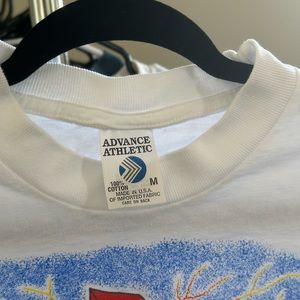 ADVANCE
ATHLETIC
100%
COTTON
M
MADE IN U.S.A.
OF IMPORTED FABRIC
CARE ON BACK